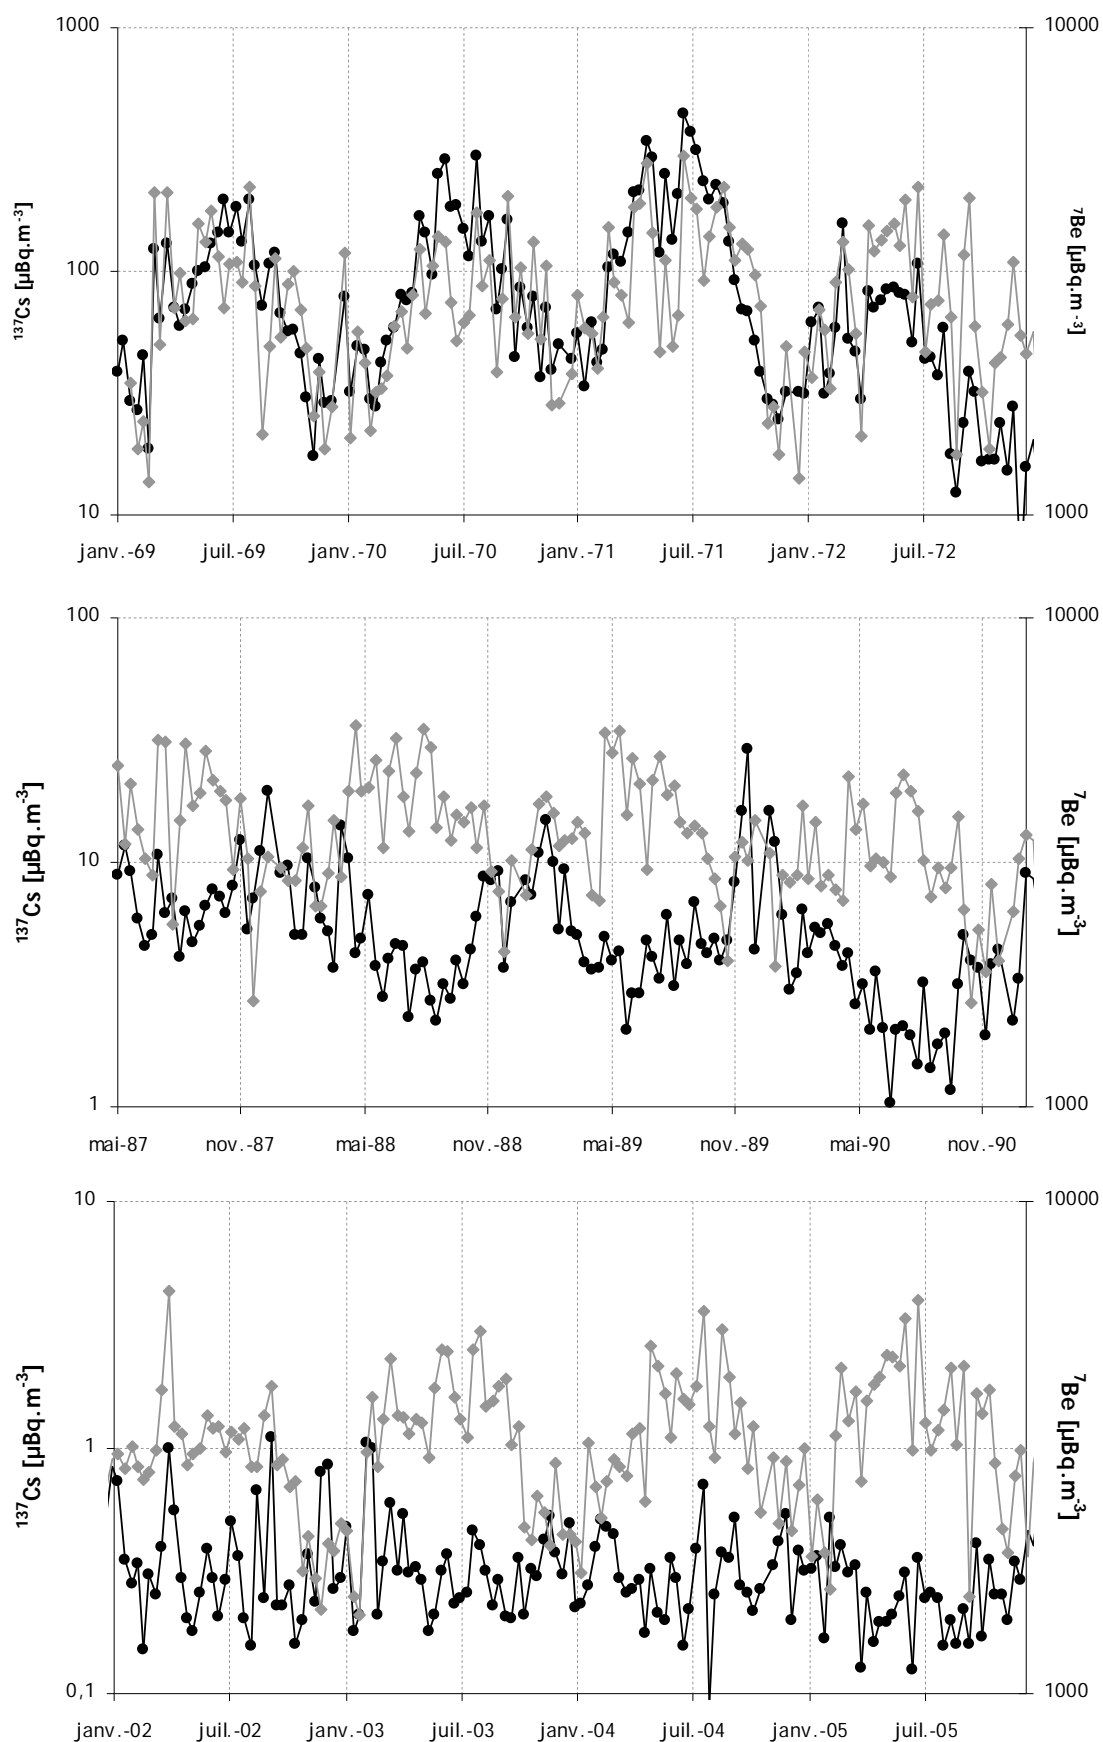 1000
10000
100
10
1000
¹³⁷Cs [µBq.m⁻³]
⁷Be [µBq.m⁻³]
janv.-69 juil.-69 janv.-70 juil.-70 janv.-71 juil.-71 janv.-72 juil.-72
100
10000
10
1
1000
¹³⁷Cs [µBq.m⁻³]
⁷Be [µBq.m⁻³]
mai-87 nov.-87 mai-88 nov.-88 mai-89 nov.-89 mai-90 nov.-90
10
10000
1
0,1
1000
¹³⁷Cs [µBq.m⁻³]
⁷Be [µBq.m⁻³]
janv.-02 juil.-02 janv.-03 juil.-03 janv.-04 juil.-04 janv.-05 juil.-05